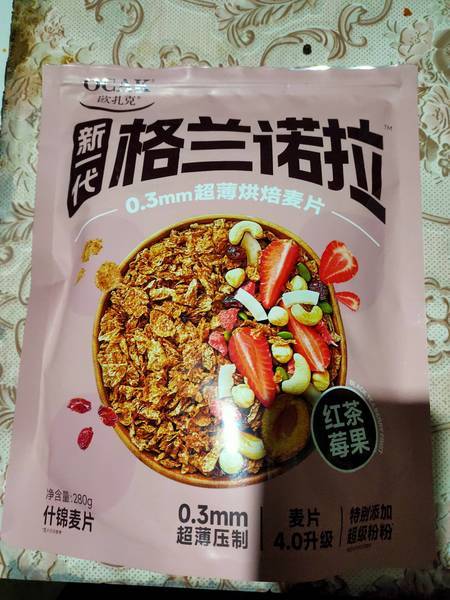 OCAK
欧扎克
新一代
格兰诺拉
TM
0.3mm超薄烘焙麦片
红茶
莓果
净含量:280g
什锦麦片
0.3mm
超薄压制
麦片
4.0升级
特别添加
超级粉粉